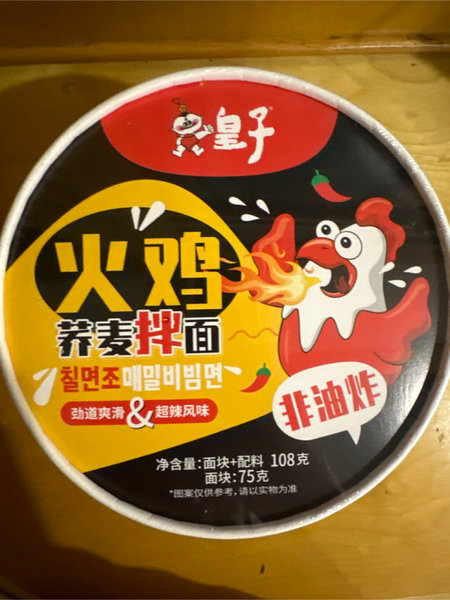 皇子
火鸡
荞麦拌面
칠면조메밀비빔면
劲道爽滑&超辣风味
非油炸
净含量:面块+配料 108克
面块:75克
*图案仅供参考,请以实物为准